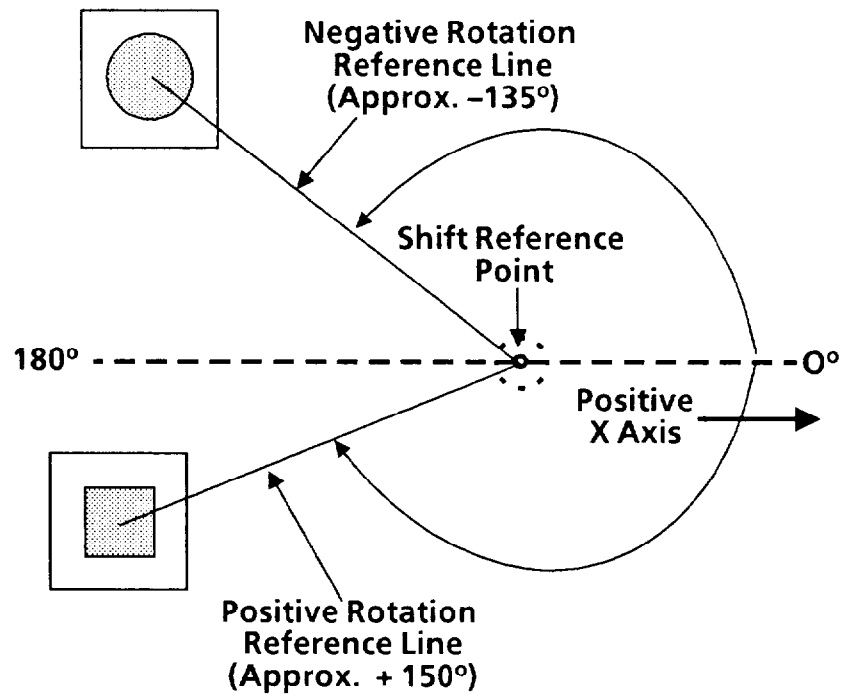 Negative Rotation
Reference Line
(Approx. –135º)
Shift Reference
Point
180º
0º
Positive
X Axis
Positive Rotation
Reference Line
(Approx. + 150º)